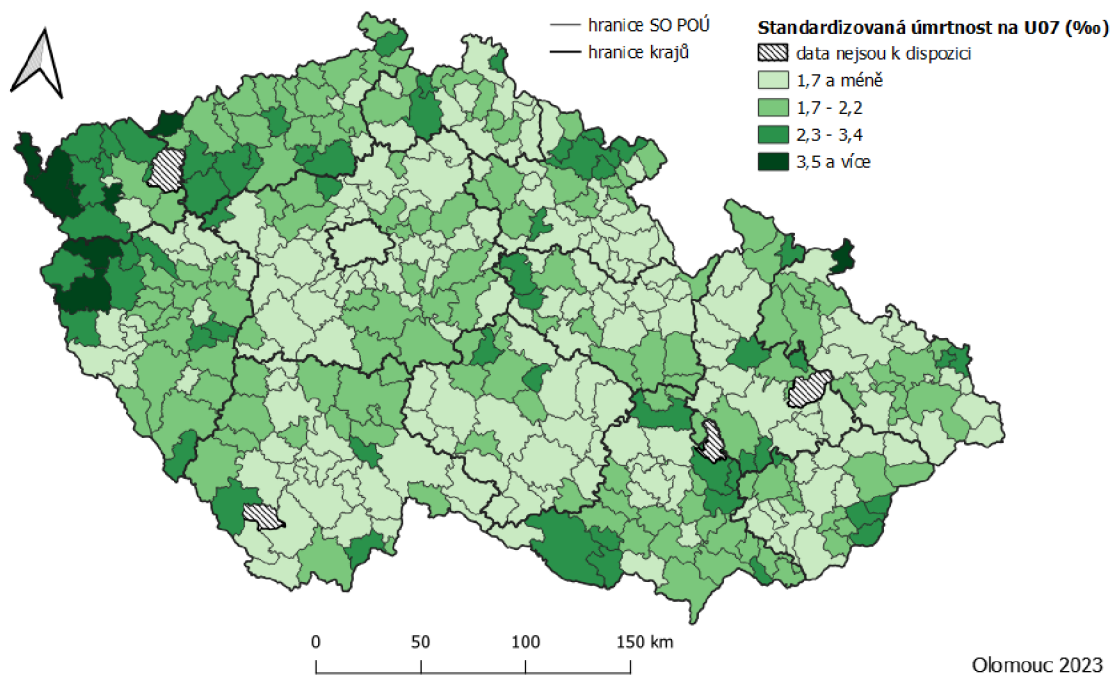 hranice SO POÚ
hranice krajů
Standardizovaná úmrtnost na U07 (‰)
data nejsou k dispozici
1,7 a méně
1,7 - 2,2
2,3 - 3,4
3,5 a více
0 50 100 150 km
Olomouc 2023